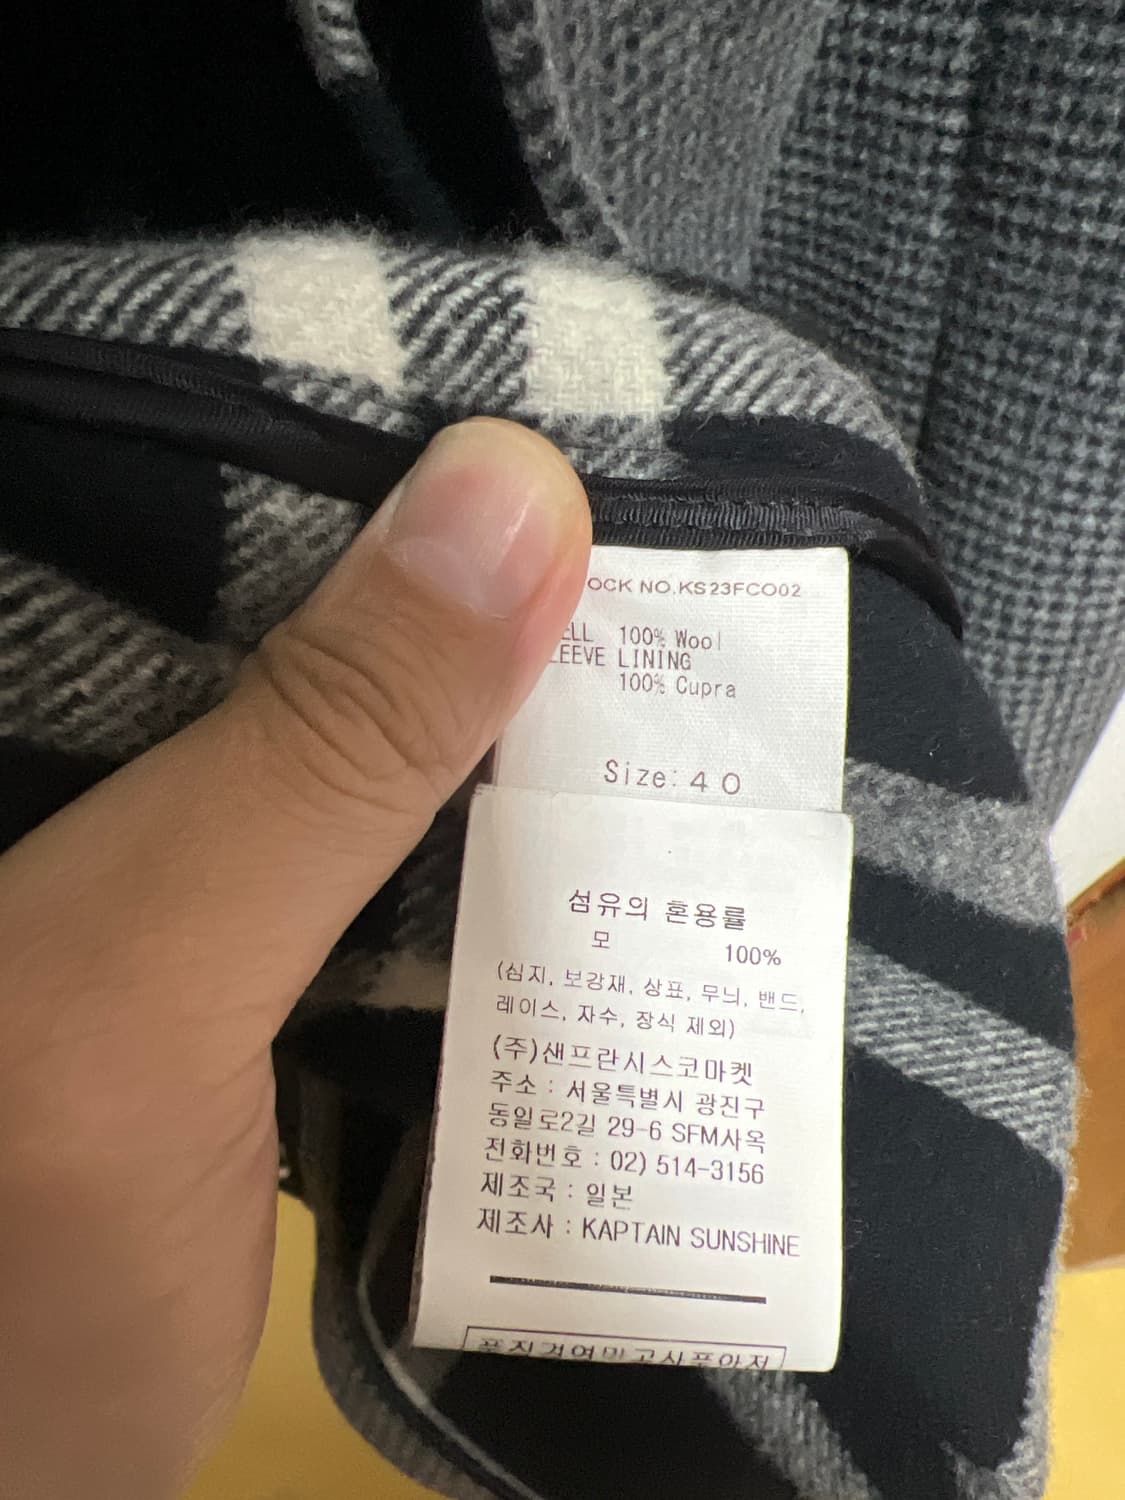 OCK NO.KS23FCO02
ELL 100% Wool
LEEVE LINING
100% Cupra
Size: 40
섬유의 혼용률
모 100%
(심지, 보강재, 상표, 무늬, 밴드,
레이스, 자수, 장식 제외)
(주)샌프란시스코마켓
주소 : 서울특별시 광진구
동일로2길 29-6 SFM사옥
전화번호 : 02) 514-3156
제조국 : 일본
제조사 : KAPTAIN SUNSHINE